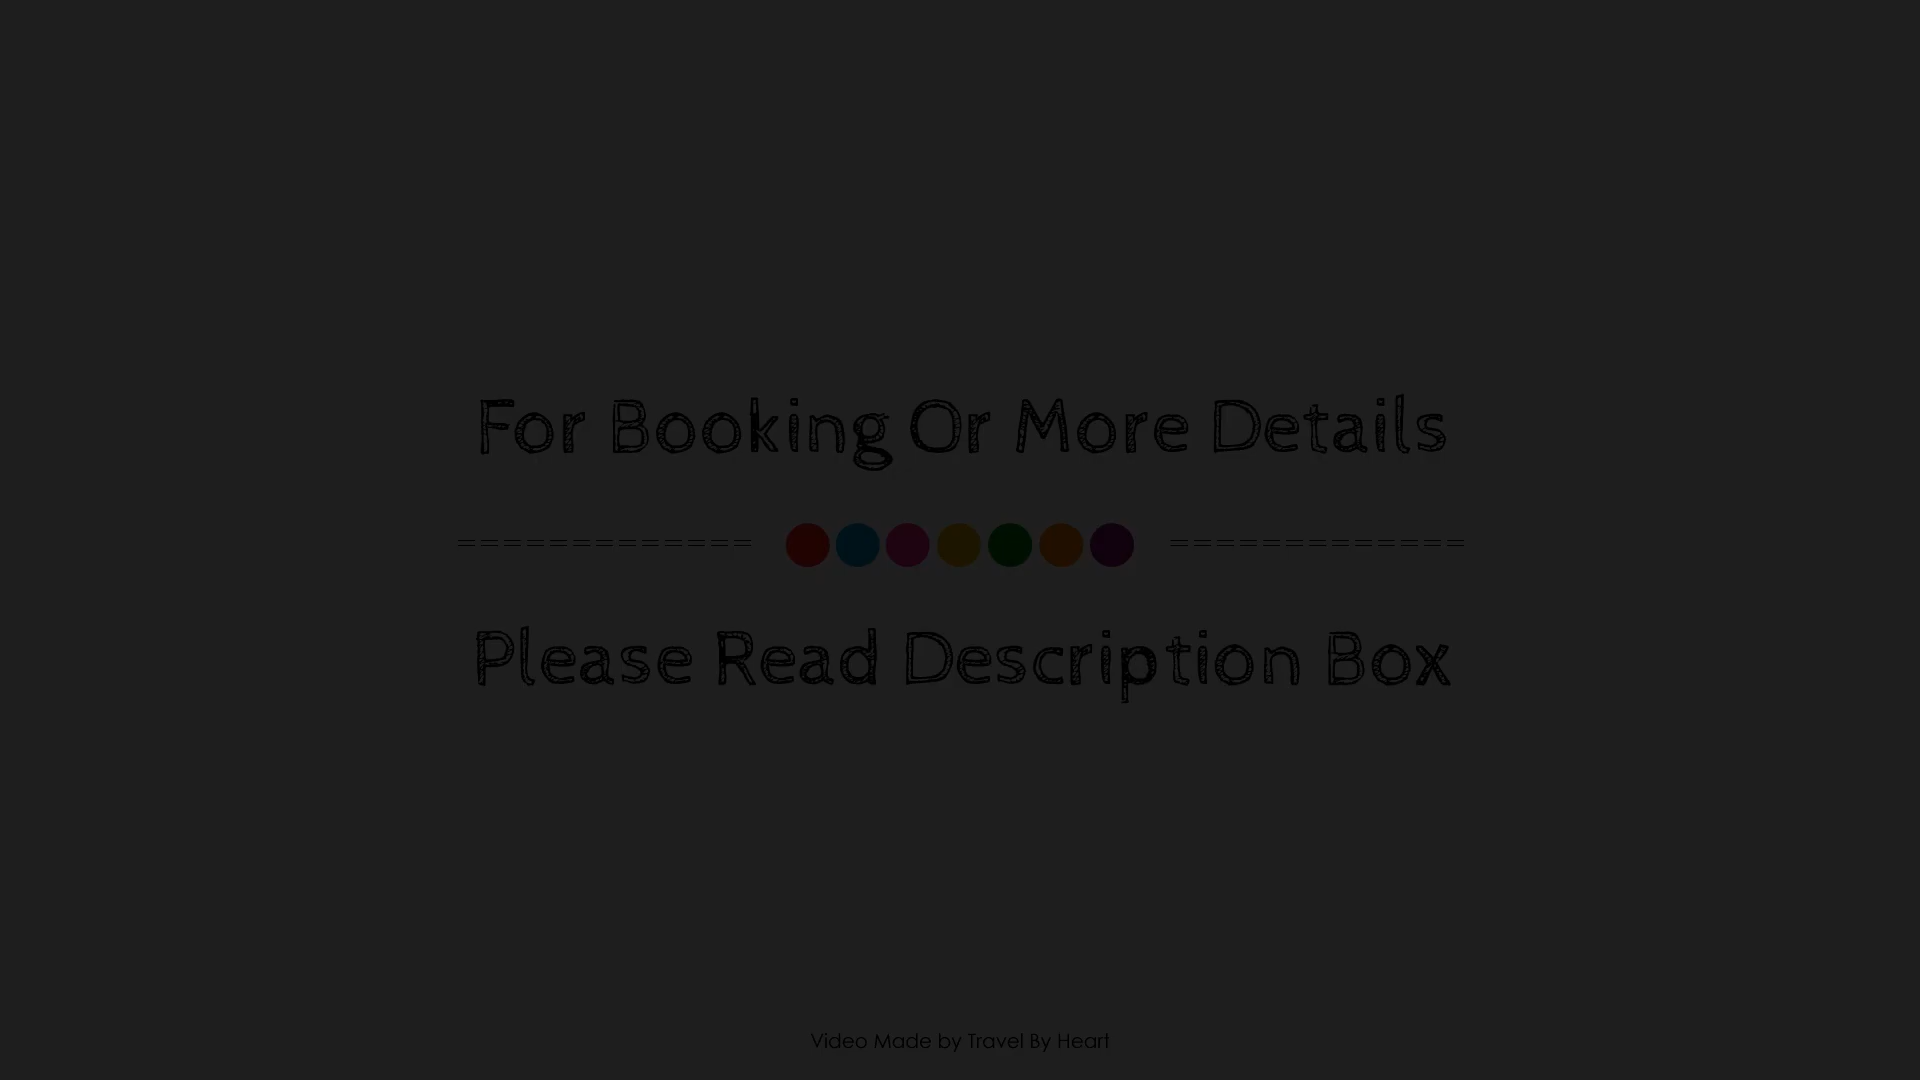 For Booking Or More Details
============= =============
Please Read Description Box
Video Made by Travel By Heart